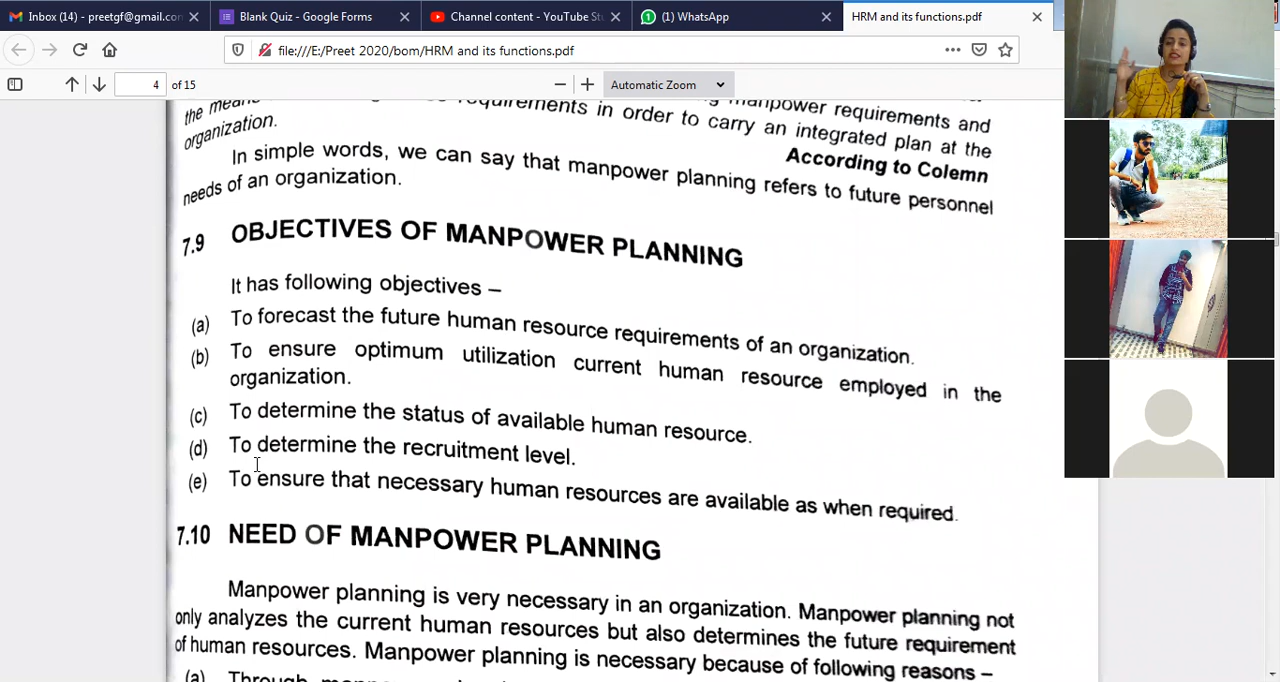 Inbox (14) - preetgf@gmail.con
Blank Quiz - Google Forms
Channel content - YouTube St
(1) WhatsApp
HRM and its functions.pdf
file:///E:/Preet 2020/bom/HRM and its functions.pdf
4 of 15
Automatic Zoom
manpower requirements and
the means requirements in order to carry an integrated plan at the
organization.
According to Colemn
In simple words, we can say that manpower planning refers to future personnel
needs of an organization.
7.9 OBJECTIVES OF MANPOWER PLANNING
It has following objectives –
(a) To forecast the future human resource requirements of an organization.
(b) To ensure optimum utilization current human resource employed in the
organization.
(c) To determine the status of available human resource.
(d) To determine the recruitment level.
(e) To ensure that necessary human resources are available as when required.
7.10 NEED OF MANPOWER PLANNING
Manpower planning is very necessary in an organization. Manpower planning not
only analyzes the current human resources but also determines the future requirement
of human resources. Manpower planning is necessary because of following reasons –
(a) Through